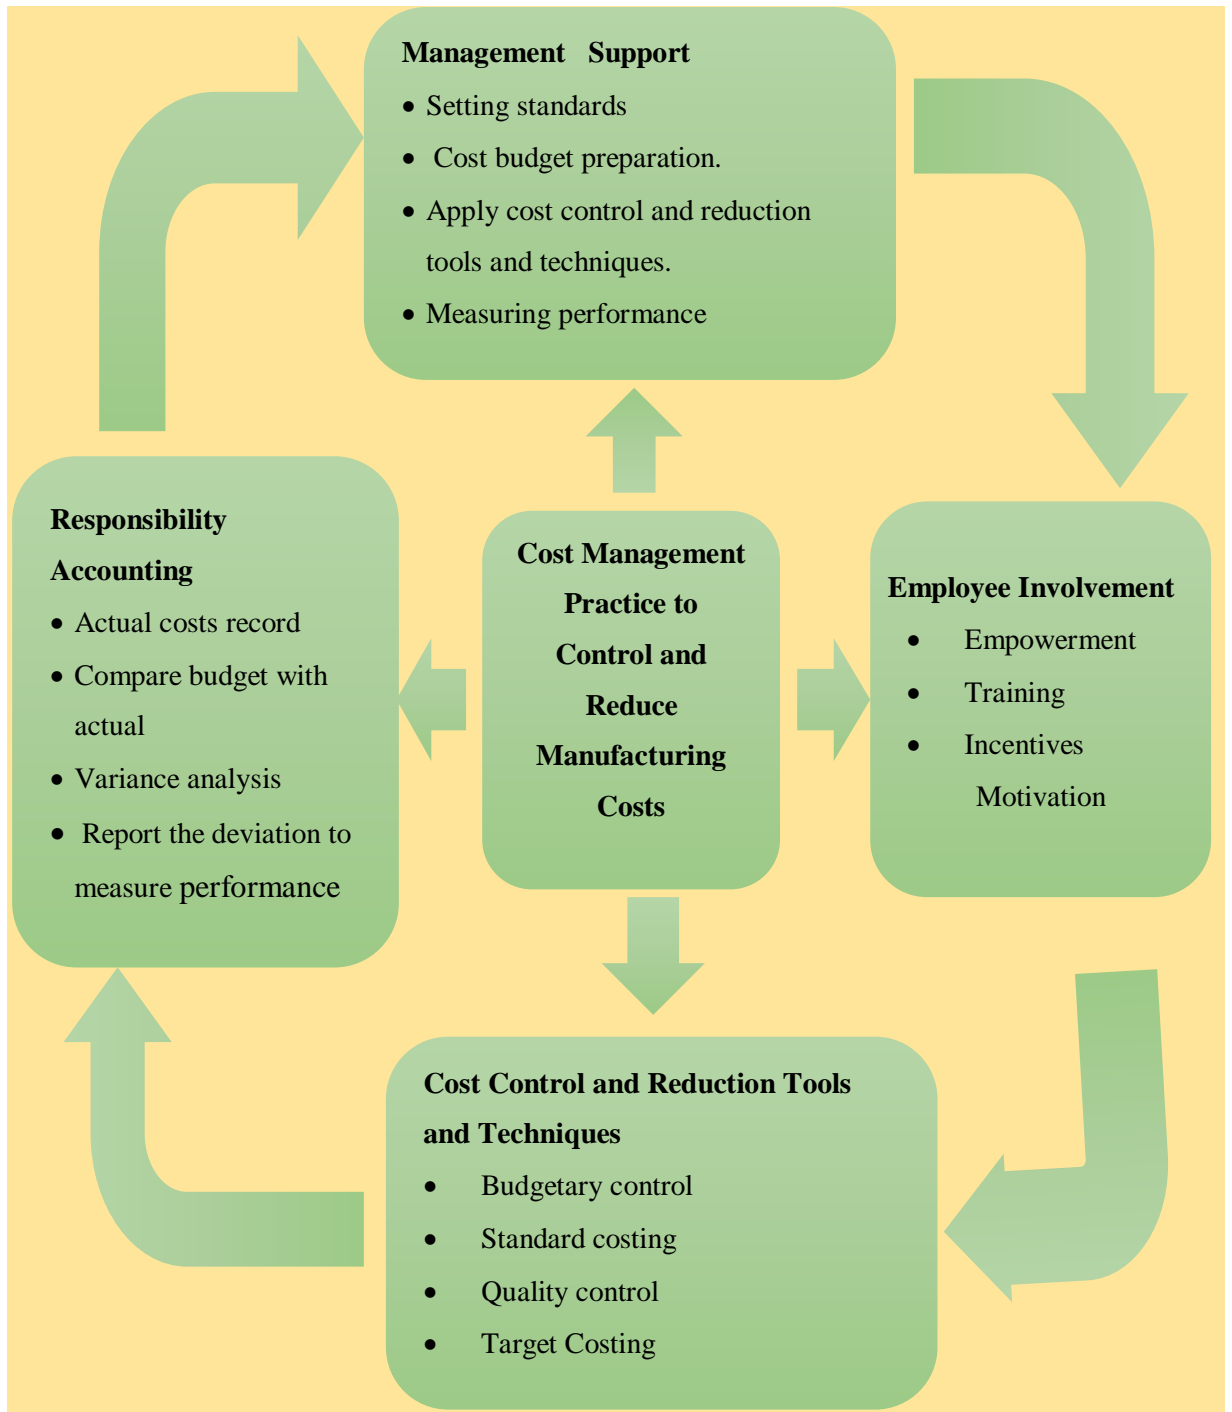 Management Support
• Setting standards
• Cost budget preparation.
• Apply cost control and reduction
tools and techniques.
• Measuring performance
Responsibility
Accounting
• Actual costs record
• Compare budget with
actual
• Variance analysis
• Report the deviation to
measure performance
Cost Management
Practice to
Control and
Reduce
Manufacturing
Costs
Employee Involvement
• Empowerment
• Training
• Incentives
Motivation
Cost Control and Reduction Tools
and Techniques
• Budgetary control
• Standard costing
• Quality control
• Target Costing